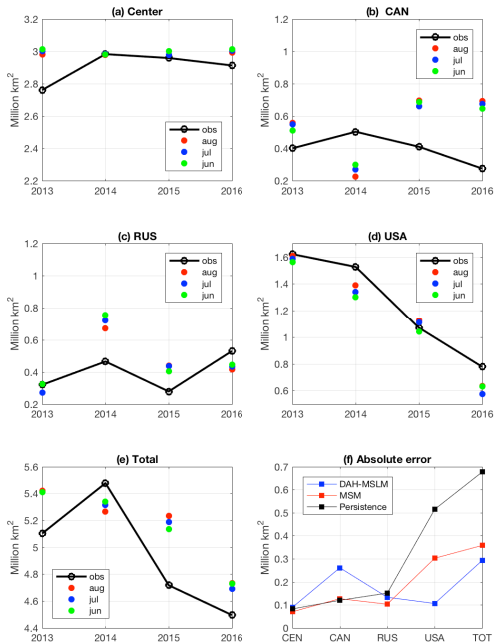 (a) Center
Million km²
3.2
3
2.8
2.6
2.4
2.2
2013
2014
2015
2016
obs
aug
jul
jun
(b) CAN
Million km²
1.2
1
0.8
0.6
0.4
0.2
2013
2014
2015
2016
obs
aug
jul
jun
(c) RUS
Million km²
1.2
1
0.8
0.6
0.4
0.2
2013
2014
2015
2016
obs
aug
jul
jun
(d) USA
Million km²
1.6
1.4
1.2
1
0.8
0.6
2013
2014
2015
2016
obs
aug
jul
jun
(e) Total
Million km²
5.6
5.4
5.2
5
4.8
4.6
4.4
2013
2014
2015
2016
obs
aug
jul
jun
(f) Absolute error
Million km²
0.7
0.6
0.5
0.4
0.3
0.2
0.1
0
CEN
CAN
RUS
USA
TOT
DAH-MSLM
MSM
Persistence